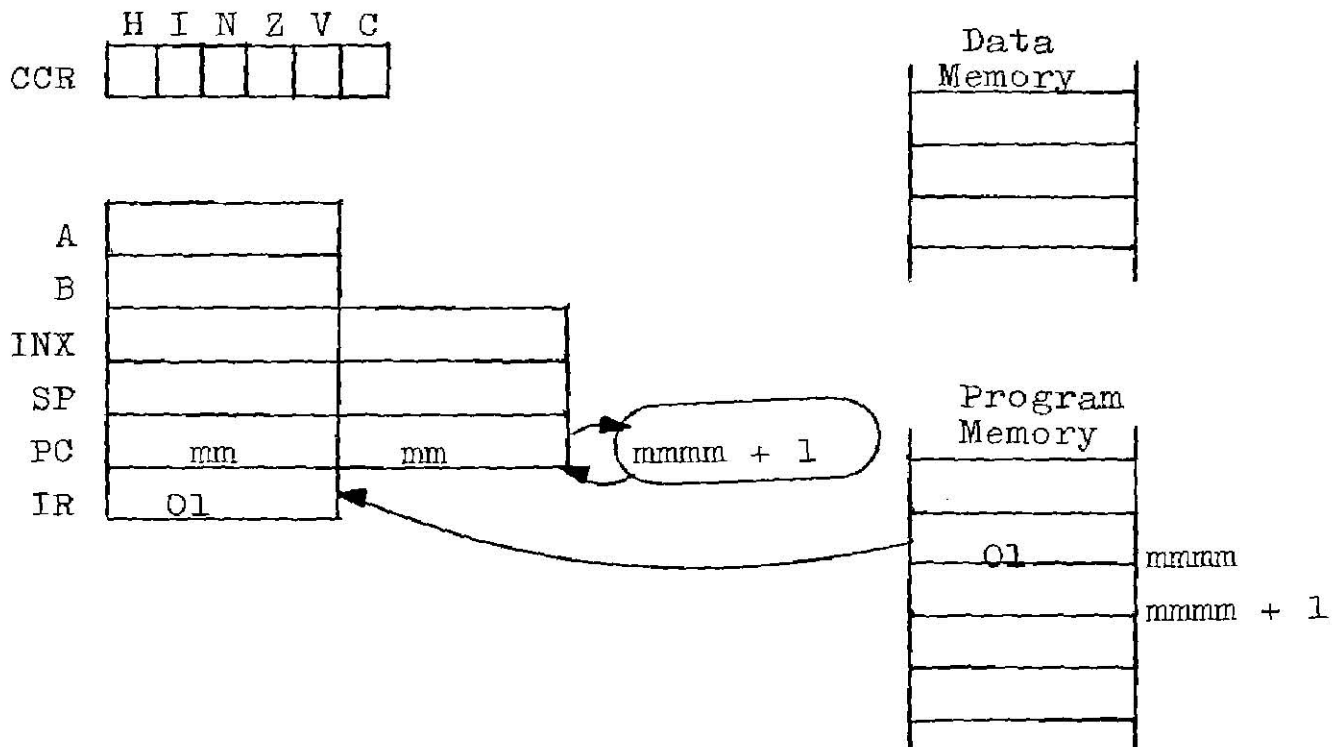 H I N Z V C
CCR
Data
Memory
A
B
INX
SP
PC mm mm mmmm + 1
IR 01
Program
Memory
01 mmmm
mmmm + 1